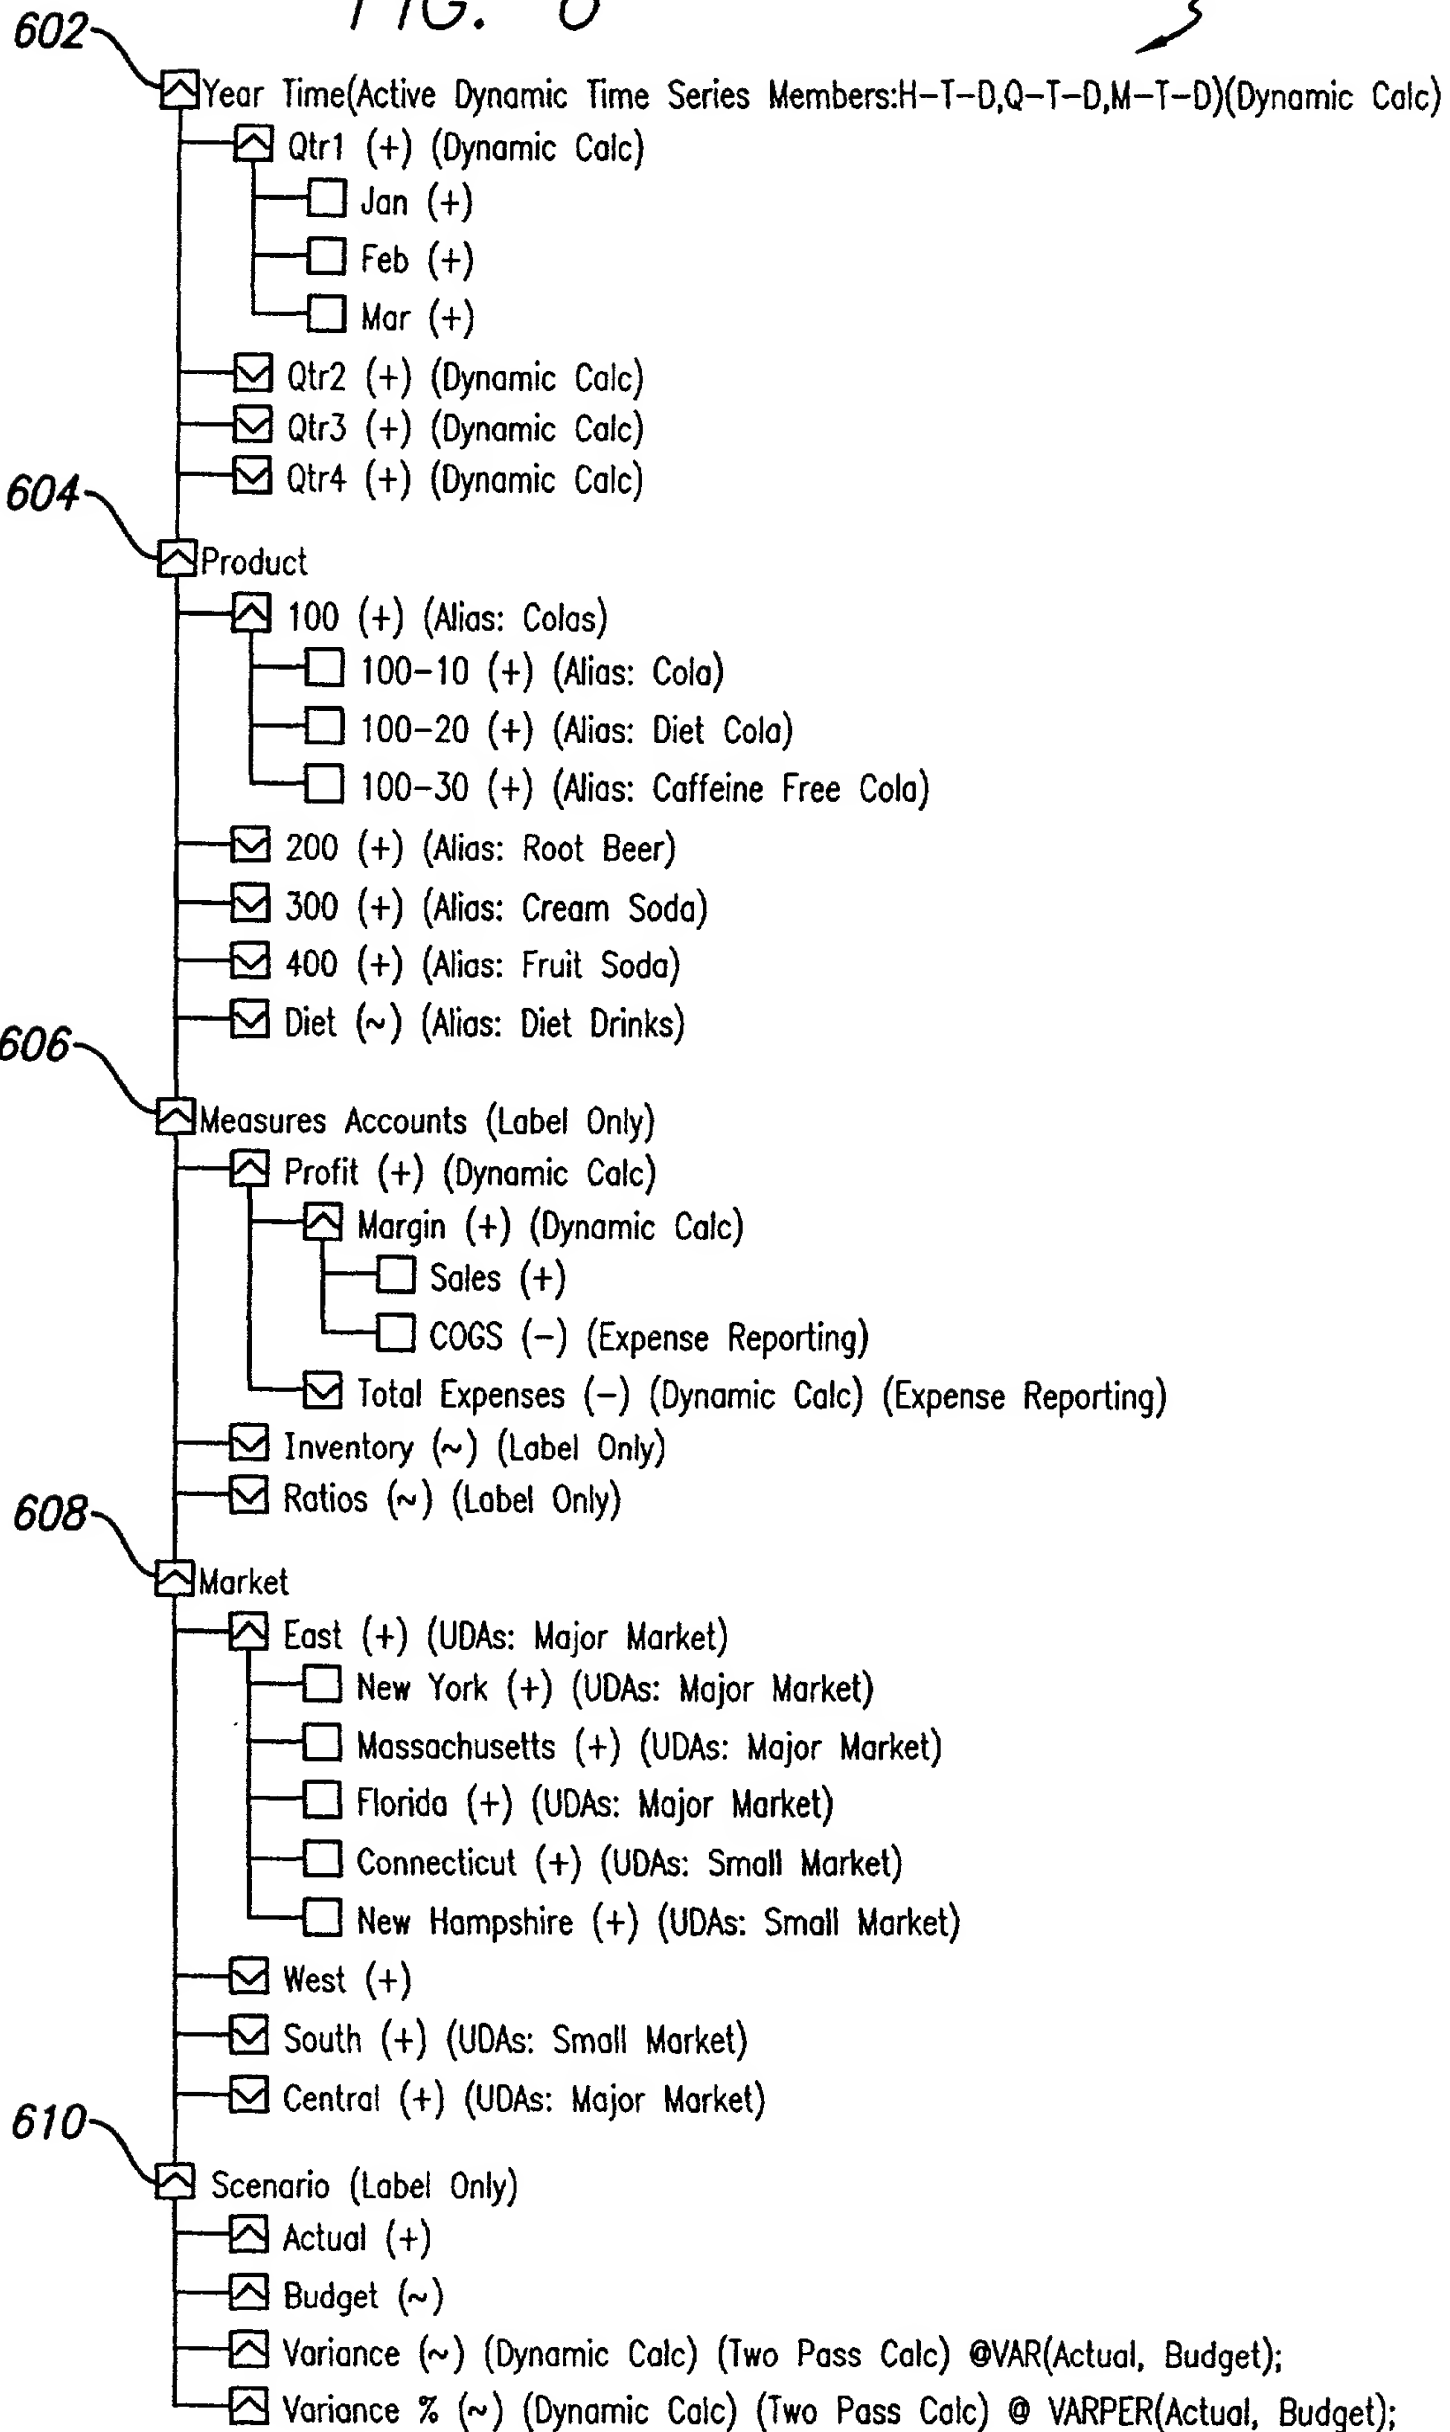 FIG. 6
602
Year Time(Active Dynamic Time Series Members:H-T-D,Q-T-D,M-T-D)(Dynamic Calc)
Qtr1 (+) (Dynamic Calc)
Jan (+)
Feb (+)
Mar (+)
Qtr2 (+) (Dynamic Calc)
Qtr3 (+) (Dynamic Calc)
Qtr4 (+) (Dynamic Calc)
604
Product
100 (+) (Alias: Colas)
100-10 (+) (Alias: Cola)
100-20 (+) (Alias: Diet Cola)
100-30 (+) (Alias: Caffeine Free Cola)
200 (+) (Alias: Root Beer)
300 (+) (Alias: Cream Soda)
400 (+) (Alias: Fruit Soda)
Diet (~) (Alias: Diet Drinks)
606
Measures Accounts (Label Only)
Profit (+) (Dynamic Calc)
Margin (+) (Dynamic Calc)
Sales (+)
COGS (-) (Expense Reporting)
Total Expenses (-) (Dynamic Calc) (Expense Reporting)
Inventory (~) (Label Only)
Ratios (~) (Label Only)
608
Market
East (+) (UDAs: Major Market)
New York (+) (UDAs: Major Market)
Massachusetts (+) (UDAs: Major Market)
Florida (+) (UDAs: Major Market)
Connecticut (+) (UDAs: Small Market)
New Hampshire (+) (UDAs: Small Market)
West (+)
South (+) (UDAs: Small Market)
Central (+) (UDAs: Major Market)
610
Scenario (Label Only)
Actual (+)
Budget (~)
Variance (~) (Dynamic Calc) (Two Pass Calc) @VAR(Actual, Budget);
Variance % (~) (Dynamic Calc) (Two Pass Calc) @ VARPER(Actual, Budget);